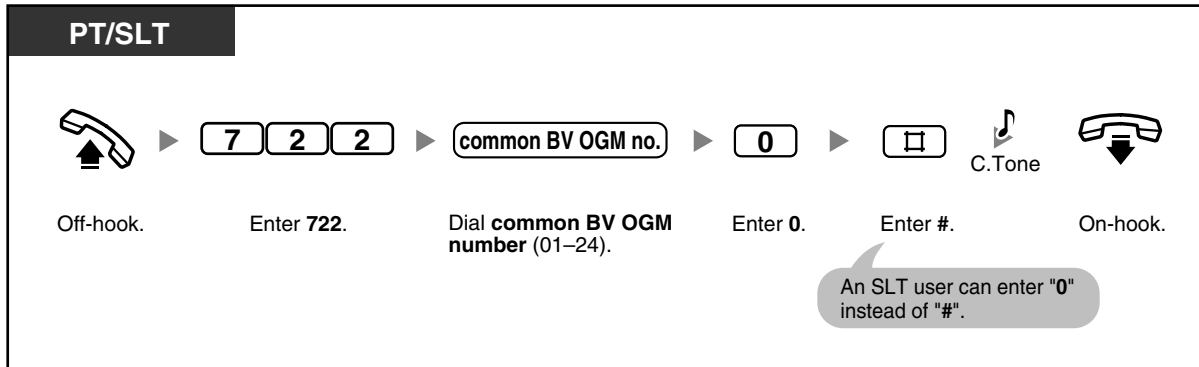 PT/SLT
7 2 2
common BV OGM no.
0
#
C.Tone
Off-hook.
Enter 722.
Dial common BV OGM
number (01–24).
Enter 0.
Enter #.
On-hook.
An SLT user can enter "0"
instead of "#".